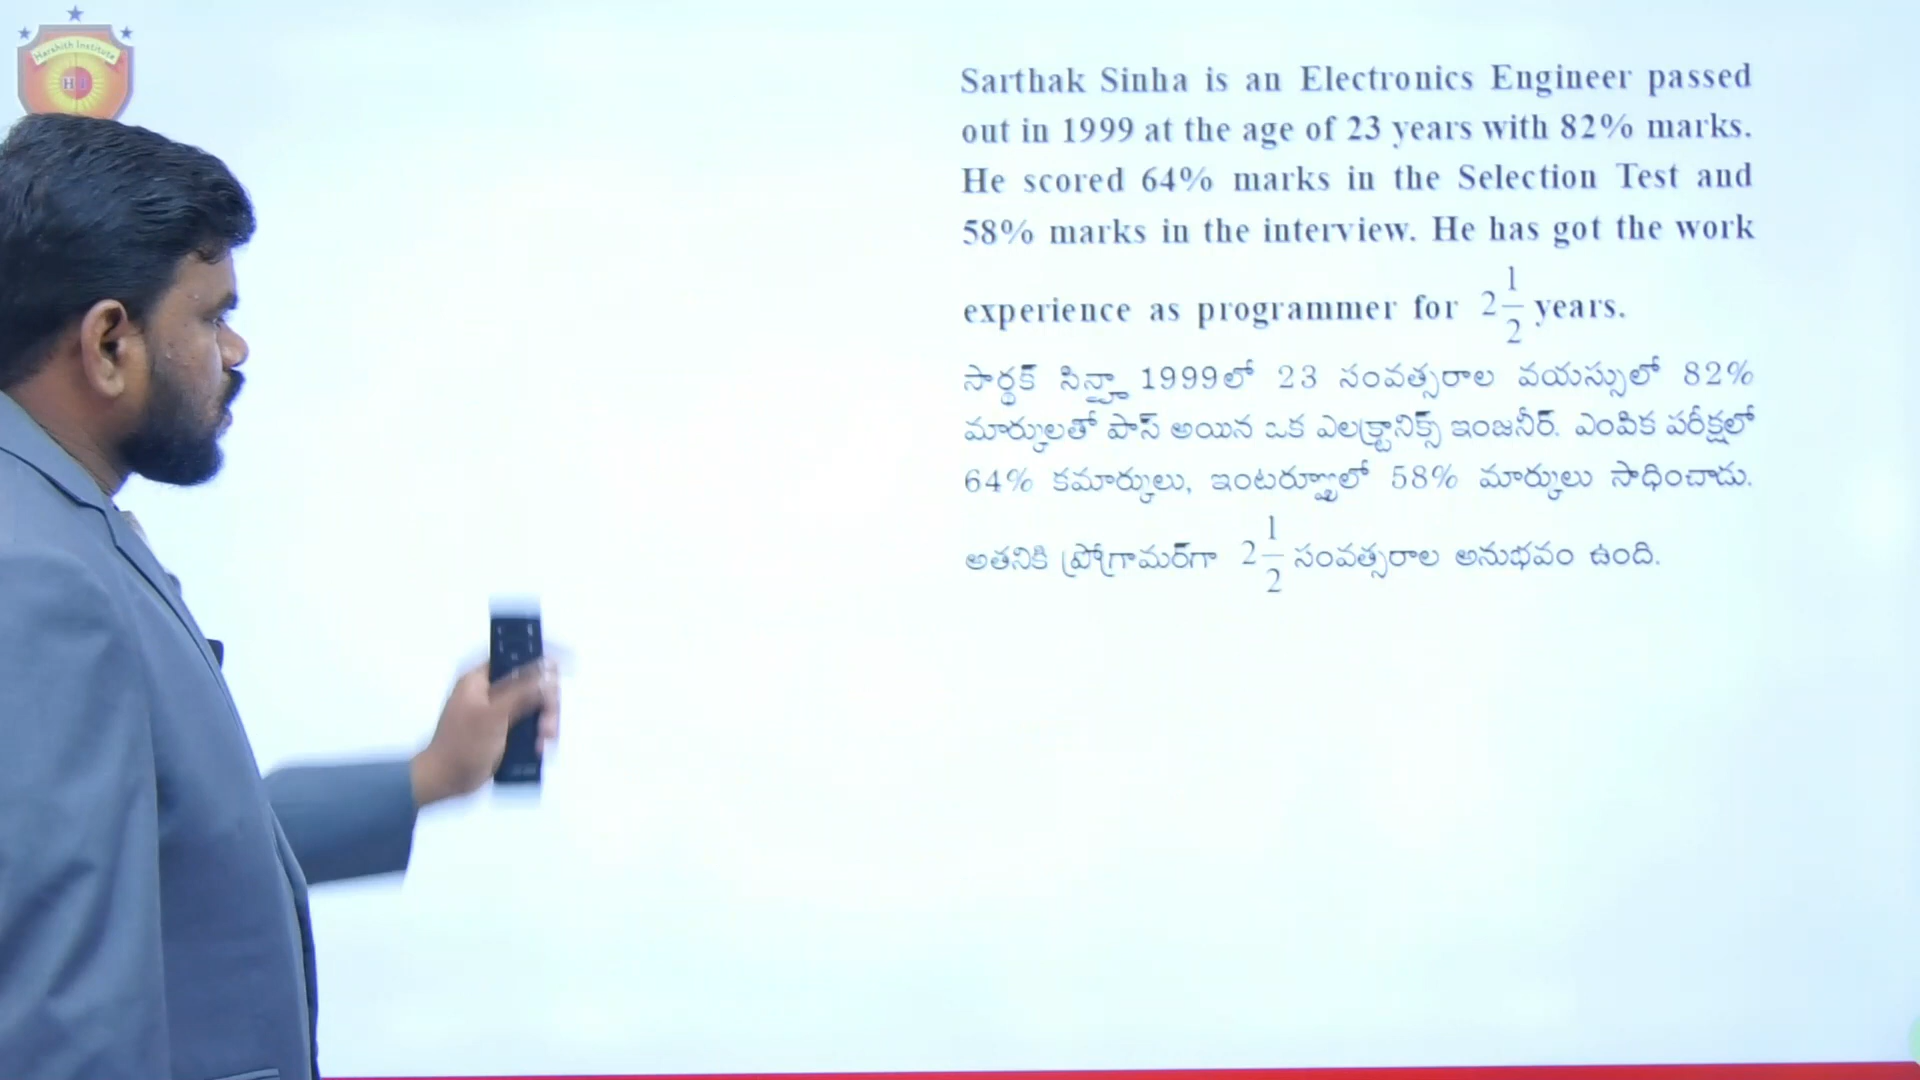 Harshith Institute
H I
Sarthak Sinha is an Electronics Engineer passed
out in 1999 at the age of 23 years with 82% marks.
He scored 64% marks in the Selection Test and
58% marks in the interview. He has got the work
experience as programmer for 2 1/2 years.
సార్థక్ సిన్హా 1999లో 23 సంవత్సరాల వయస్సులో 82%
మార్కులతో పాస్ అయిన ఒక ఎలక్ట్రానిక్స్ ఇంజనీర్. ఎంపిక పరీక్షలో
64% కమార్కులు, ఇంటర్వ్యూలో 58% మార్కులు సాధించాడు.
అతనికి ప్రోగ్రామర్‌గా 2 1/2 సంవత్సరాల అనుభవం ఉంది.